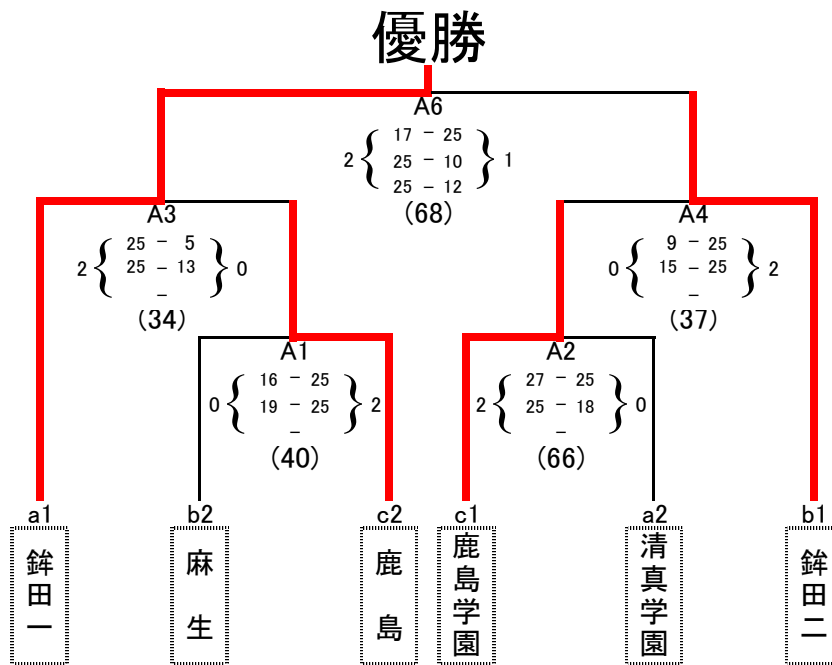 優勝
A6
17 － 25
2 { 25 － 10 } 1
25 － 12
(68)
A3
25 － 5
2 { 25 － 13 } 0
－
(34)
A4
9 － 25
0 { 15 － 25 } 2
－
(37)
A1
16 － 25
0 { 19 － 25 } 2
－
(40)
A2
27 － 25
2 { 25 － 18 } 0
－
(66)
a1
鉾田一
b2
麻生
c2
鹿島
c1
鹿島学園
a2
清真学園
b1
鉾田二